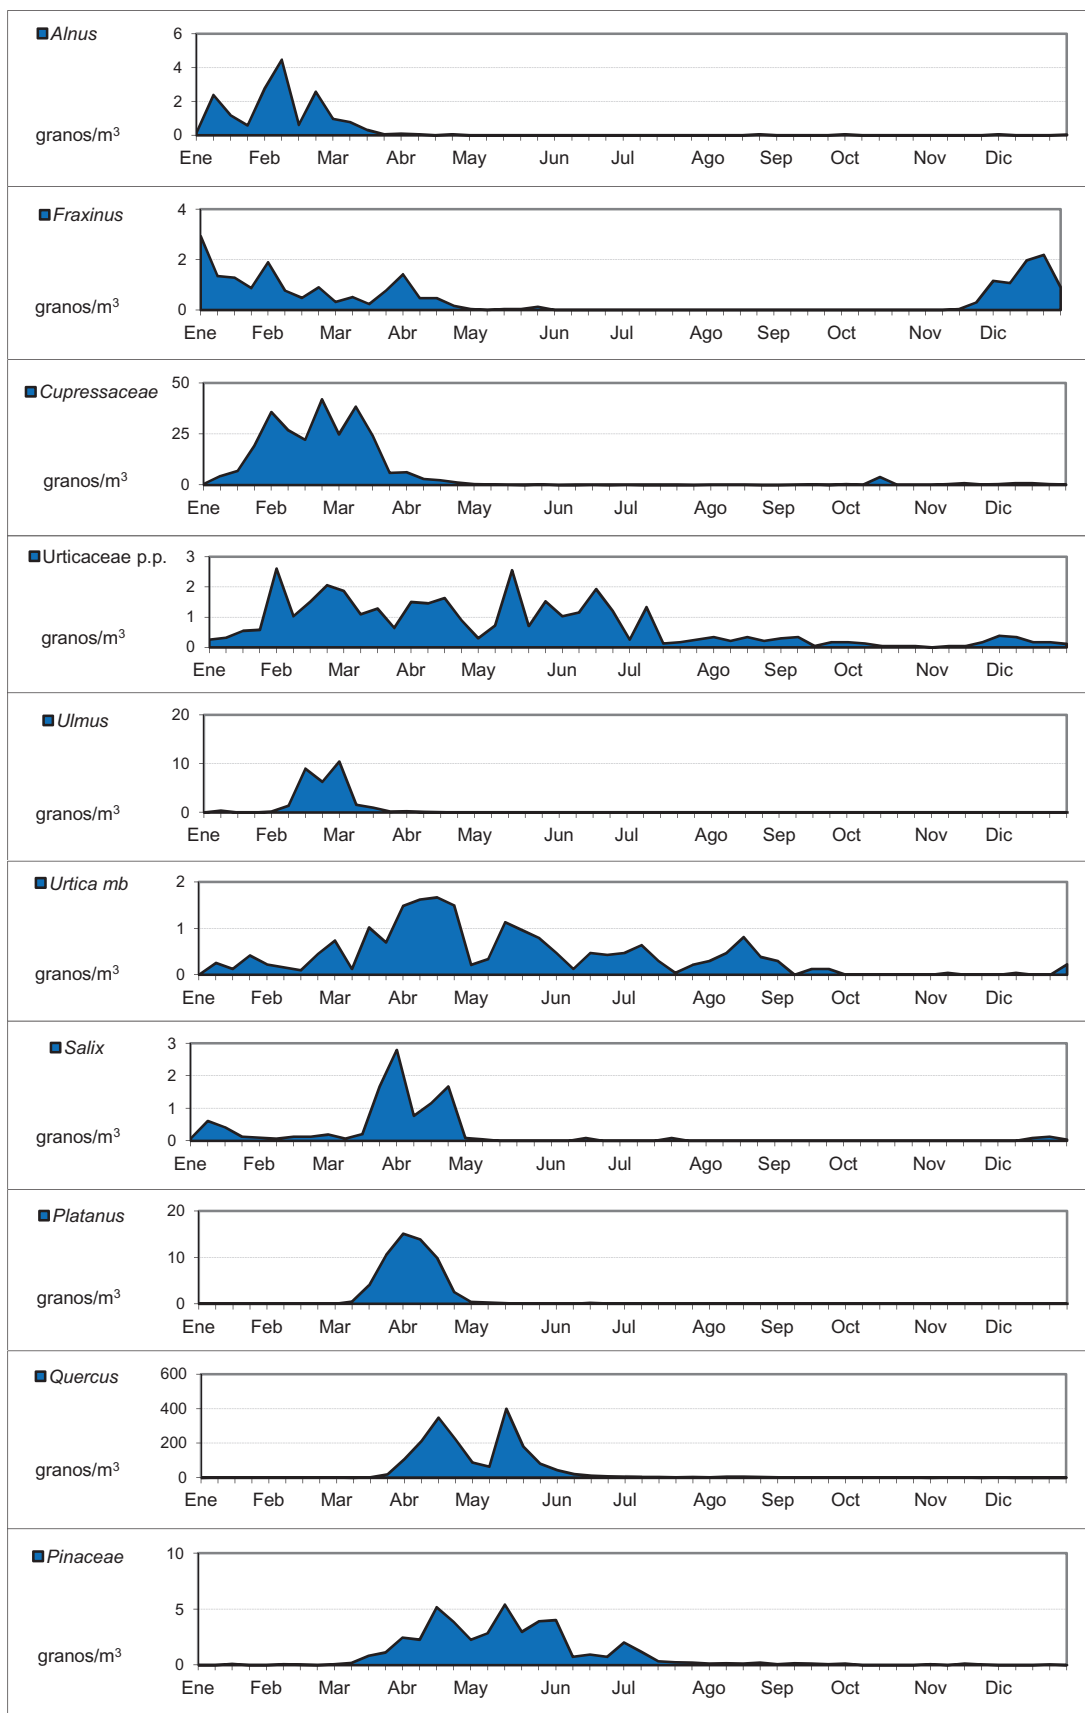 Alnus
6
4
2
0
granos/m³
Ene Feb Mar Abr May Jun Jul Ago Sep Oct Nov Dic
Fraxinus
4
2
0
granos/m³
Ene Feb Mar Abr May Jun Jul Ago Sep Oct Nov Dic
Cupressaceae
50
25
0
granos/m³
Ene Feb Mar Abr May Jun Jul Ago Sep Oct Nov Dic
Urticaceae p.p.
3
2
1
0
granos/m³
Ene Feb Mar Abr May Jun Jul Ago Sep Oct Nov Dic
Ulmus
20
10
0
granos/m³
Ene Feb Mar Abr May Jun Jul Ago Sep Oct Nov Dic
Urtica mb
2
1
0
granos/m³
Ene Feb Mar Abr May Jun Jul Ago Sep Oct Nov Dic
Salix
3
2
1
0
granos/m³
Ene Feb Mar Abr May Jun Jul Ago Sep Oct Nov Dic
Platanus
20
10
0
granos/m³
Ene Feb Mar Abr May Jun Jul Ago Sep Oct Nov Dic
Quercus
600
400
200
0
granos/m³
Ene Feb Mar Abr May Jun Jul Ago Sep Oct Nov Dic
Pinaceae
10
5
0
granos/m³
Ene Feb Mar Abr May Jun Jul Ago Sep Oct Nov Dic